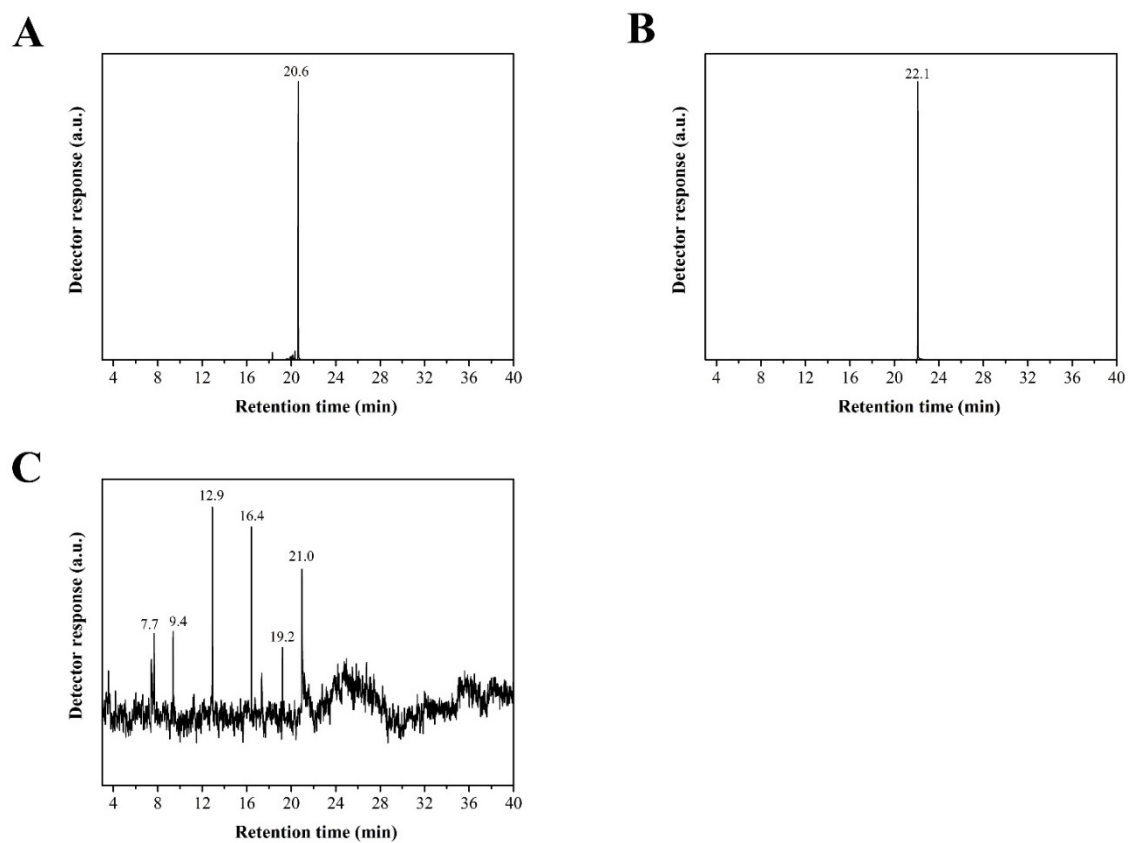 A
20.6
Detector response (a.u.)
4 8 12 16 20 24 28 32 36 40
Retention time (min)
B
22.1
Detector response (a.u.)
4 8 12 16 20 24 28 32 36 40
Retention time (min)
C
12.9
16.4
21.0
7.7
9.4
19.2
Detector response (a.u.)
4 8 12 16 20 24 28 32 36 40
Retention time (min)